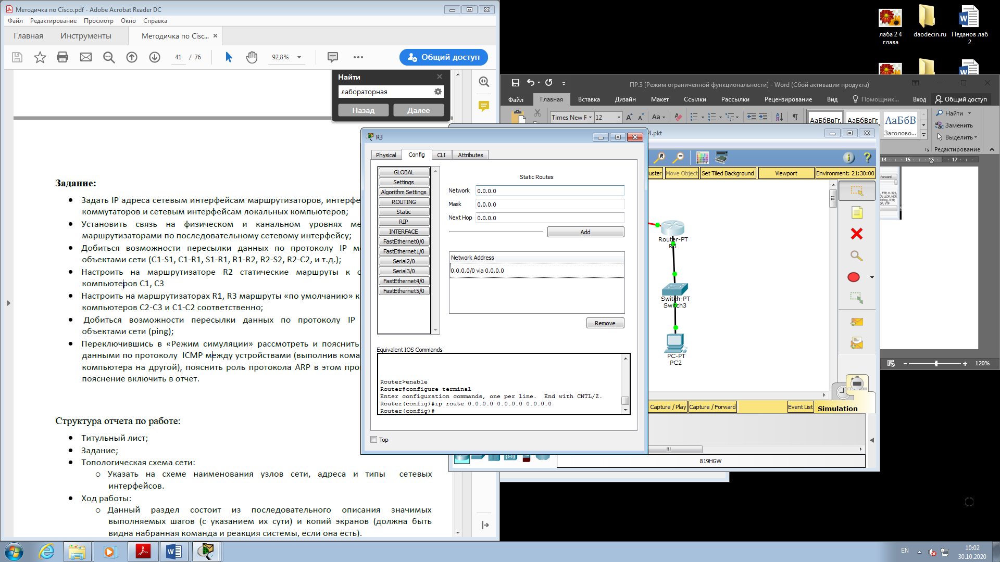 Методичка по Cisco.pdf - Adobe Acrobat Reader DC
Файл Редактирование Просмотр Окно Справка
Главная Инструменты Методичка по Cisc... ×
41 / 76 92,8% Общий доступ
Найти
лабораторная
Назад Далее
Задание:
• Задать IP адреса сетевым интерфейсам маршрутизаторов, интерфе
коммутаторов и сетевым интерфейсам локальных компьютеров;
• Установить связь на физическом и канальном уровнях ме
маршрутизаторами по последовательному сетевому интерфейсу;
• Добиться возможности пересылки данных по протоколу IP м
объектами сети (C1-S1, C1-R1, S1-R1, R1-R2, R2-S2, R2-C2, и т.д.);
• Настроить на маршрутизаторе R2 статические маршруты к с
компьютеров C1, C3
• Настроить на маршрутизаторах R1, R3 маршруты «по умолчанию» к
компьютеров C2-C3 и C1-C2 соответственно;
• Добиться возможности пересылки данных по протоколу IP
объектами сети (ping);
• Переключившись в «Режим симуляции» рассмотреть и пояснить
данными по протоколу ICMP между устройствами (выполнив кома
компьютера на другой), пояснить роль протокола ARP в этом про
пояснение включить в отчет.
Структура отчета по работе:
• Титульный лист;
• Задание;
• Топологическая схема сети:
o Указать на схеме наименования узлов сети, адреса и типы сетевых
интерфейсов.
• Ход работы:
o Данный раздел состоит из последовательного описания значимых
выполняемых шагов (с указанием их сути) и копий экранов (должна быть
видна набранная команда и реакция системы, если она есть).
R3
Physical Config CLI Attributes
GLOBAL
Settings
Algorithm Settings
ROUTING
Static
RIP
INTERFACE
FastEthernet0/0
FastEthernet1/0
Serial2/0
Serial3/0
FastEthernet4/0
FastEthernet5/0
Static Routes
Network 0.0.0.0
Mask 0.0.0.0
Next Hop 0.0.0.0
Add
Network Address
0.0.0.0/0 via 0.0.0.0
Remove
Equivalent IOS Commands
Router>enable
Router#configure terminal
Enter configuration commands, one per line. End with CNTL/Z.
Router(config)#ip route 0.0.0.0 0.0.0.0 0.0.0.0
Router(config)#
Top
лаба 2 4
глава
daodecin.ru
Педанов лаб
2
ПР.3 [Режим ограниченной функциональности] - Word (Сбой активации продукта)
Файл Главная Вставка Дизайн Макет Ссылки Рассылки Рецензирование Вид Помощник... Вход Общий доступ
Times New R 12 Aa
АаБбВвГг, АаБбВвГг, АаБбВ
Заголово...
Найти
Заменить
Выделить
Редактирование
14 15 16 17
4.pkt
uster Move Object Set Tiled Background Viewport Environment: 21:30:00
Router-PT
R3
Switch-PT
Switch3
PC-PT
PC2
Forward
, FTP, H.323,
, LLDP, NDP,
RIPng, RTP,
DP, VTP
120%
Capture / Play Capture / Forward Event List Simulation
819HGW
EN
10:02
30.10.2020